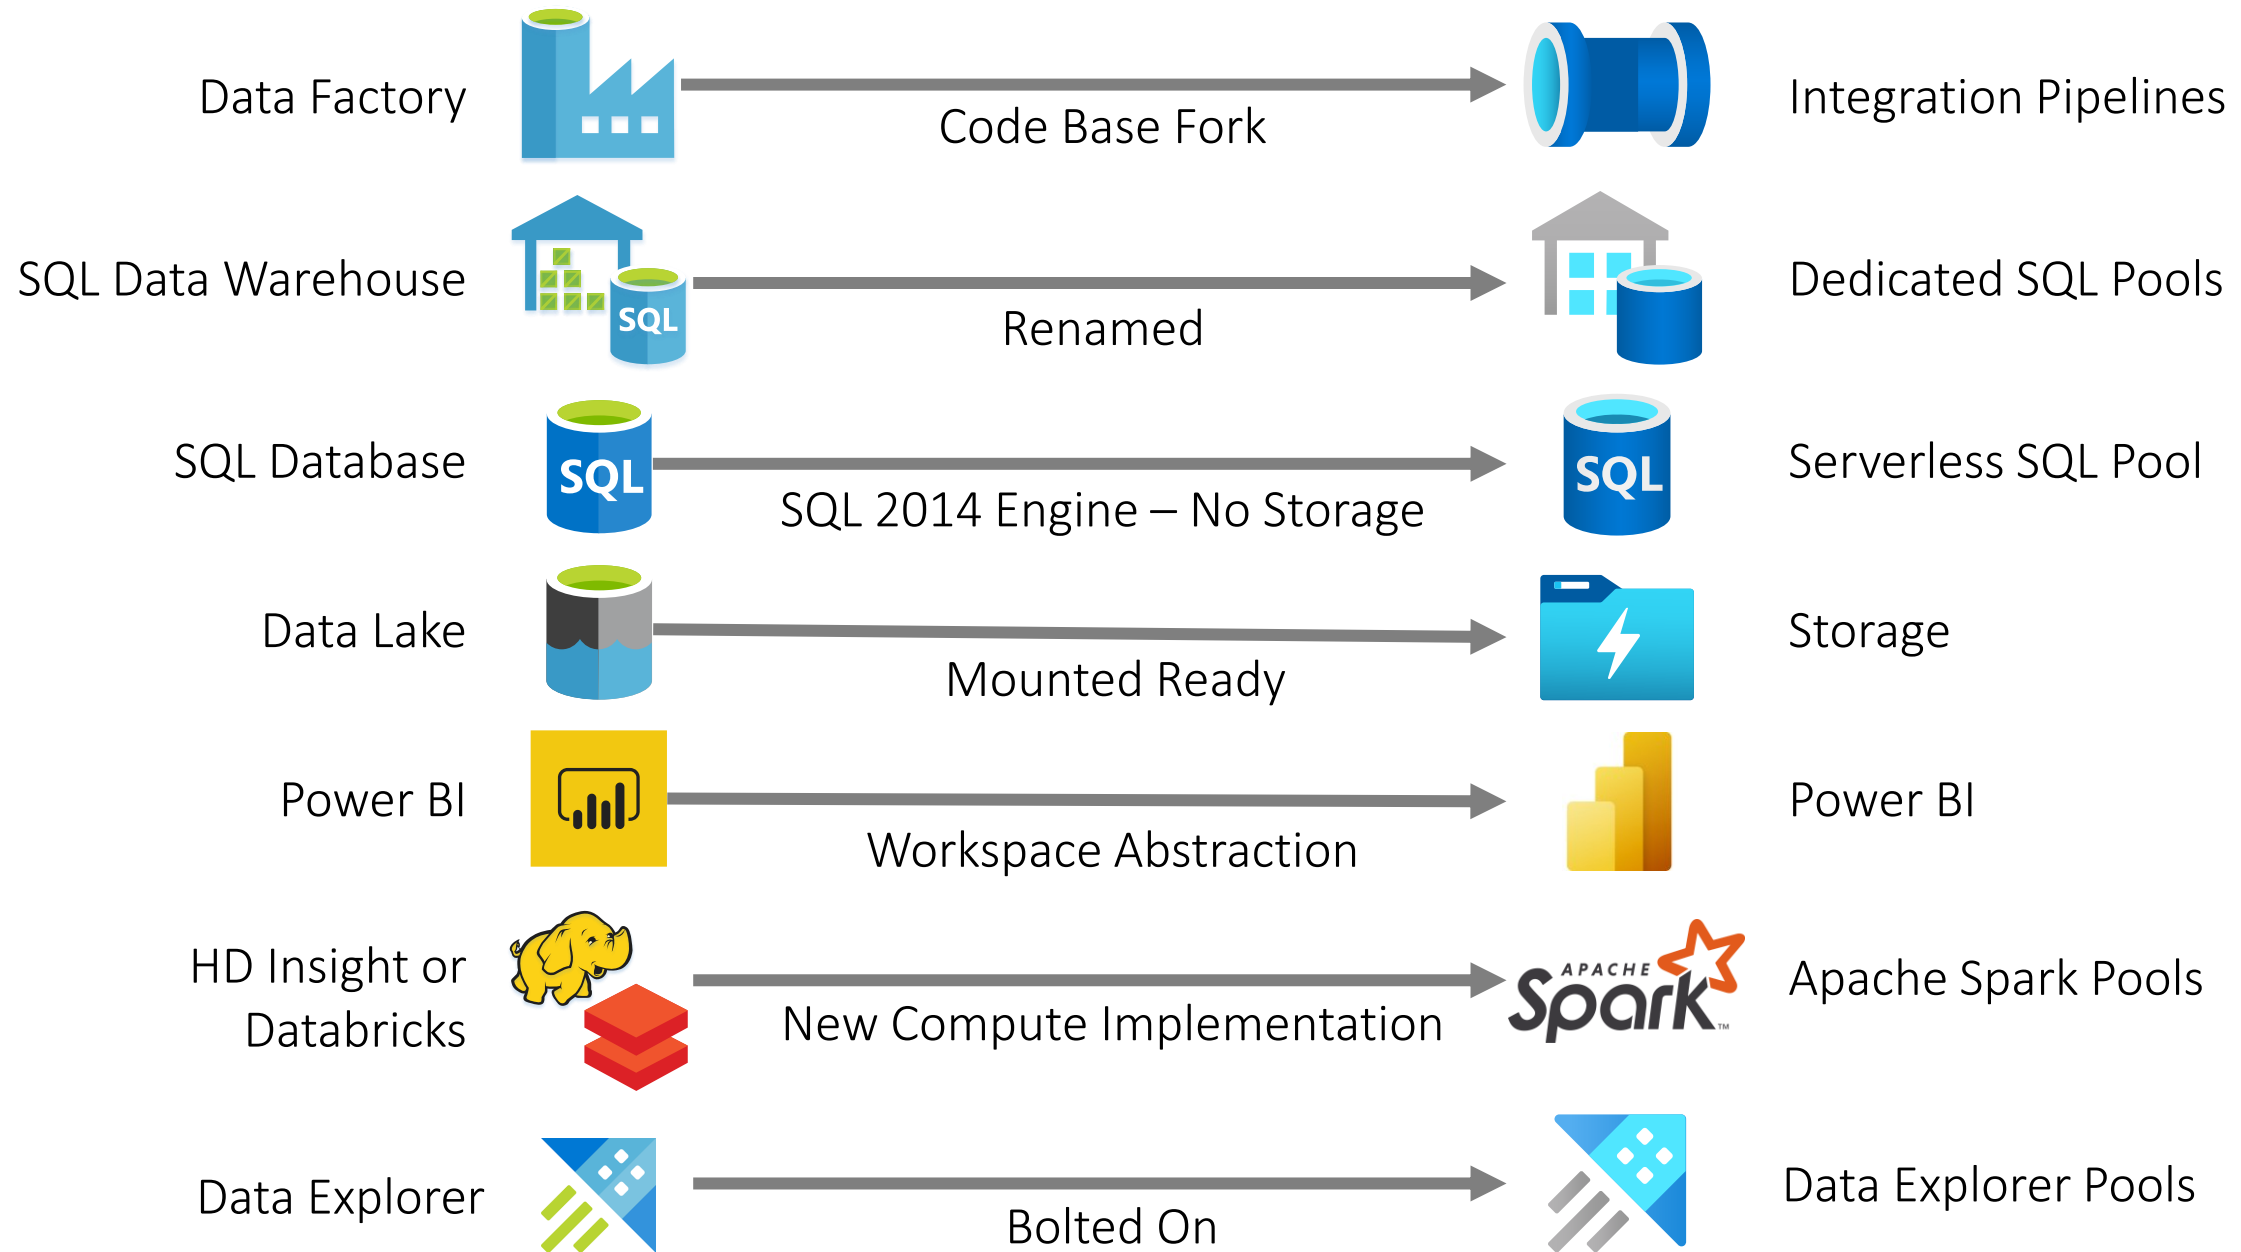 Data Factory
Code Base Fork
Integration Pipelines
SQL Data Warehouse
SQL
Renamed
Dedicated SQL Pools
SQL Database
SQL
SQL 2014 Engine – No Storage
SQL
Serverless SQL Pool
Data Lake
Mounted Ready
Storage
Power BI
Workspace Abstraction
Power BI
HD Insight or
Databricks
New Compute Implementation
APACHE
Spark™
Apache Spark Pools
Data Explorer
Bolted On
Data Explorer Pools